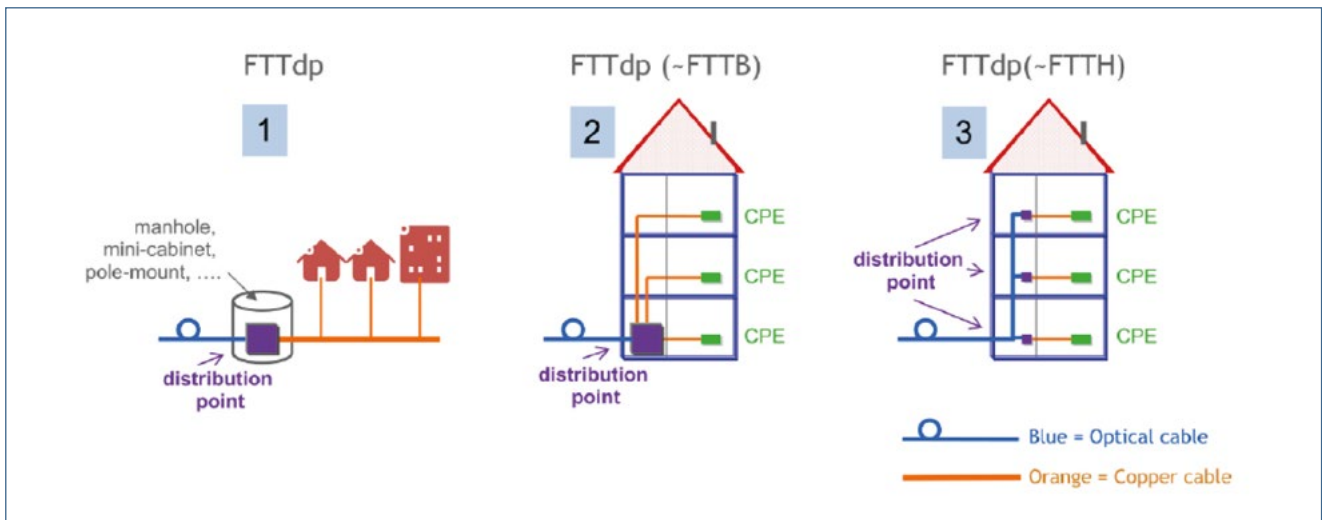 FTTdp
1
manhole,
mini-cabinet,
pole-mount, ....
distribution
point
FTTdp (~FTTB)
2
CPE
CPE
CPE
distribution
point
FTTdp(~FTTH)
3
CPE
distribution
point
CPE
CPE
Blue = Optical cable
Orange = Copper cable